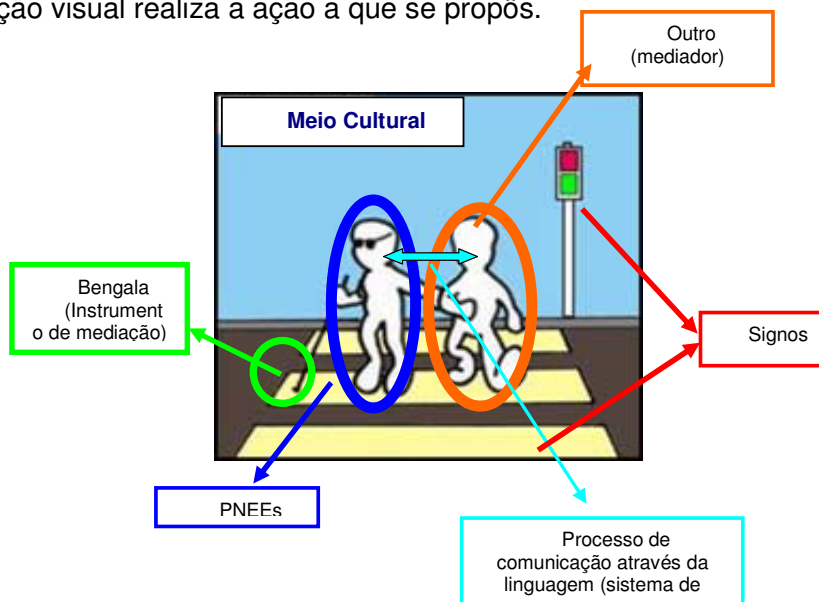 ção visual realiza a ação a que se propôs.
Outro
(mediador)
Meio Cultural
Bengala
(Instrument
o de mediação)
Signos
PNEEs
Processo de
comunicação através da
linguagem (sistema de